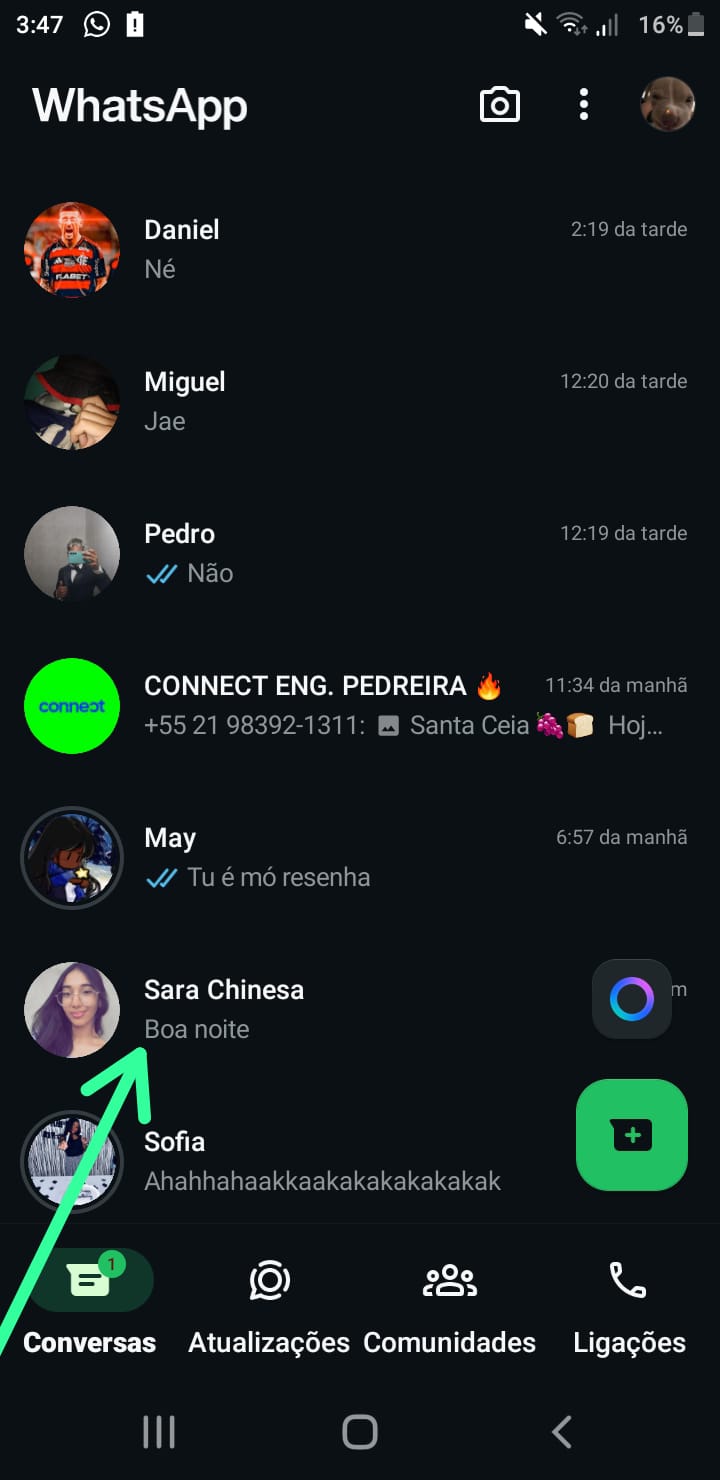 3:47
16%
WhatsApp
Daniel
2:19 da tarde
Né
Miguel
12:20 da tarde
Jae
Pedro
12:19 da tarde
Não
CONNECT ENG. PEDREIRA 🔥
11:34 da manhã
connect
+55 21 98392-1311: Santa Ceia🍇🍞 Hoj...
May
6:57 da manhã
Tu é mó resenha
Sara Chinesa
m
Boa noite
Sofia
Ahahhahaakkaakakakakakakak
1
Conversas
Atualizações
Comunidades
Ligações